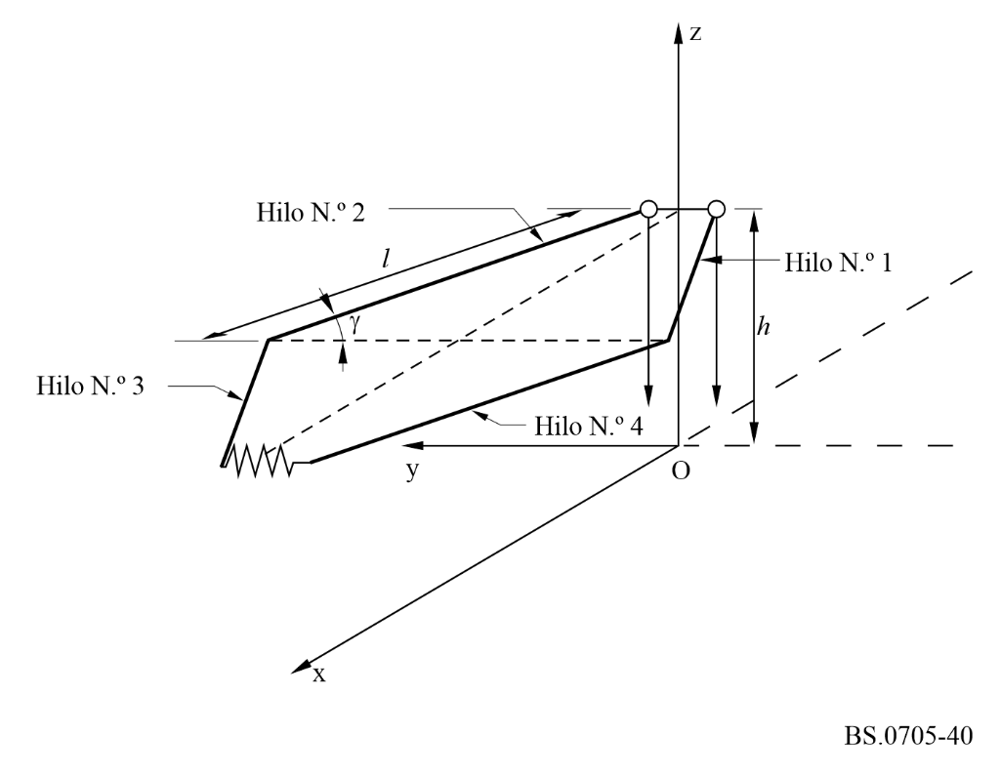 z
Hilo N.º 2
l
Hilo N.º 1
γ
h
Hilo N.º 3
Hilo N.º 4
y
O
x
BS.0705-40